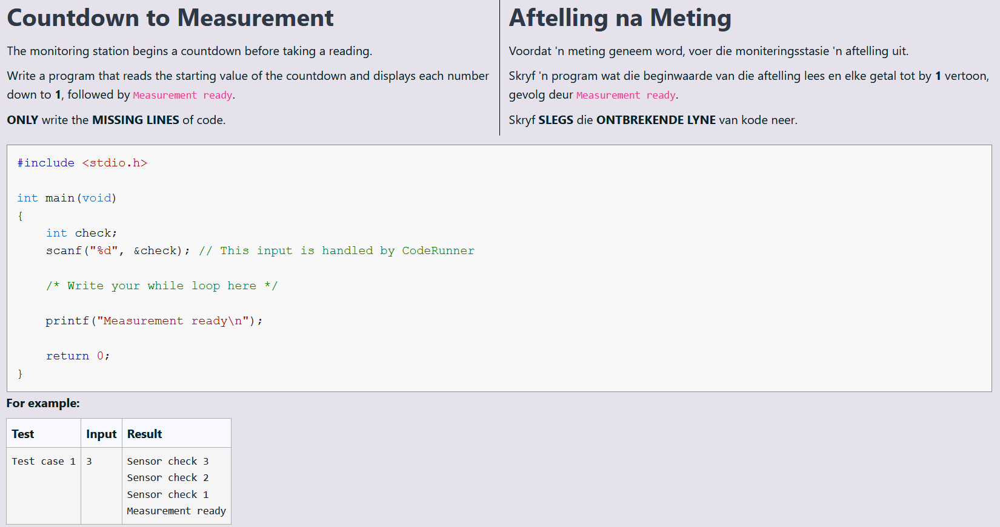 Countdown to Measurement
The monitoring station begins a countdown before taking a reading.
Write a program that reads the starting value of the countdown and displays each number
down to 1, followed by Measurement ready.
ONLY write the MISSING LINES of code.
Aftelling na Meting
Voordat 'n meting geneem word, voer die moniteringsstasie 'n aftelling uit.
Skryf 'n program wat die beginwaarde van die aftelling lees en elke getal tot by 1 vertoon,
gevolg deur Measurement ready.
Skryf SLEGS die ONTBREKENDE LYNE van kode neer.
#include <stdio.h>
int main(void)
{
    int check;
    scanf("%d", &check); // This input is handled by CodeRunner
    /* Write your while loop here */
    printf("Measurement ready\n");
    return 0;
}
For example:
Test Input Result
Test case 1 3 Sensor check 3
Sensor check 2
Sensor check 1
Measurement ready